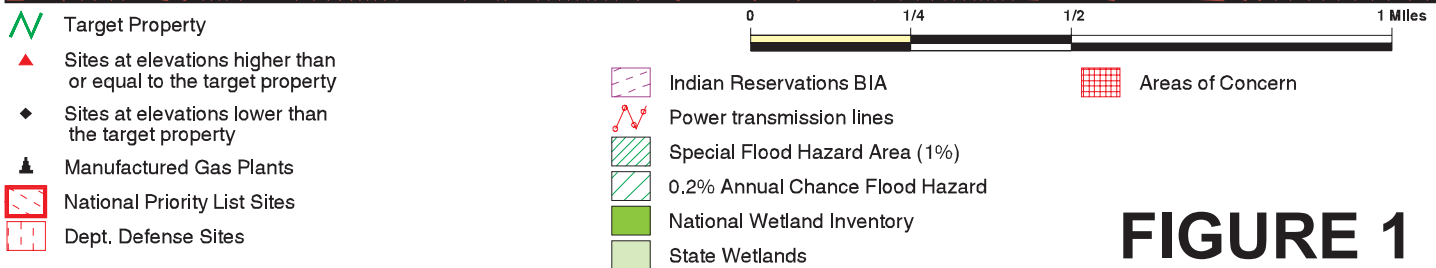 Target Property
Sites at elevations higher than
or equal to the target property
Sites at elevations lower than
the target property
Manufactured Gas Plants
National Priority List Sites
Dept. Defense Sites
0 1/4 1/2 1 Miles
Indian Reservations BIA
Power transmission lines
Special Flood Hazard Area (1%)
0.2% Annual Chance Flood Hazard
National Wetland Inventory
State Wetlands
Areas of Concern
FIGURE 1